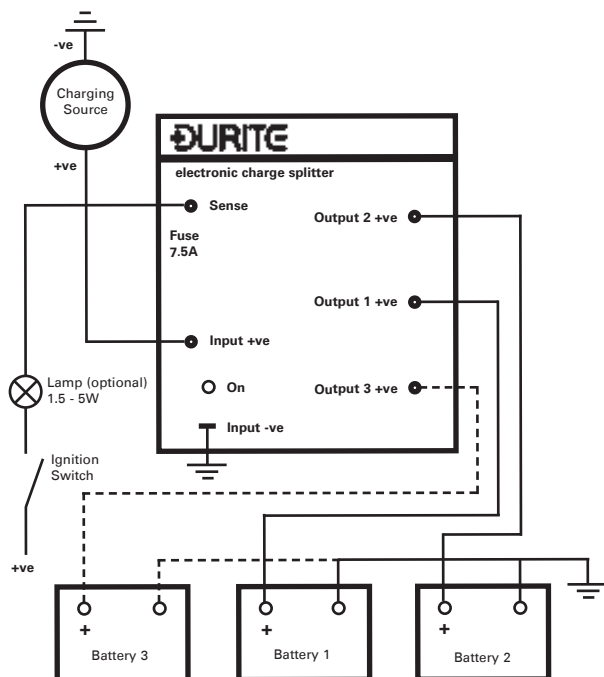 -ve
Charging
Source
+ve
DURITE
electronic charge splitter
Sense
Output 2 +ve
Fuse
7.5A
Output 1 +ve
Input +ve
Lamp (optional)
1.5 - 5W
On
Output 3 +ve
Input -ve
Ignition
Switch
+ve
+
+
+
Battery 3
Battery 1
Battery 2